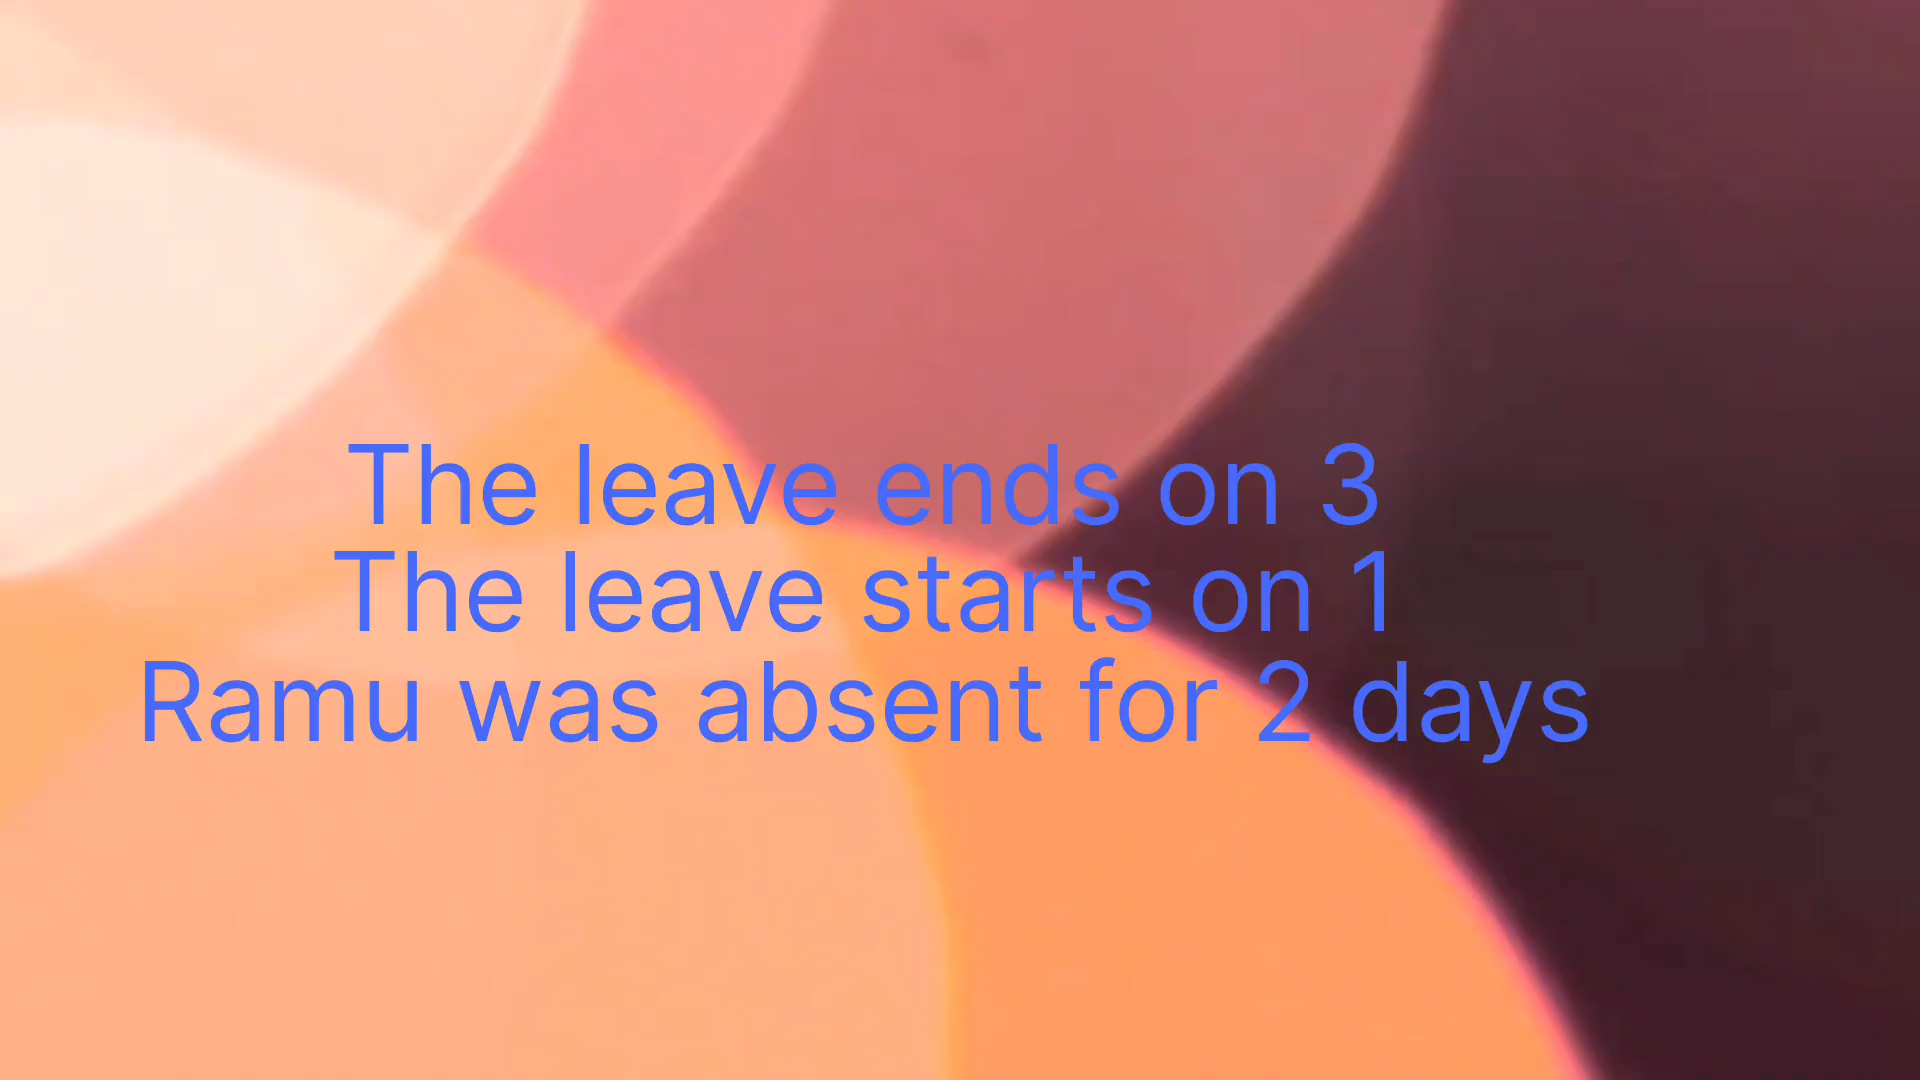 The leave ends on 3
The leave starts on 1
Ramu was absent for 2 days